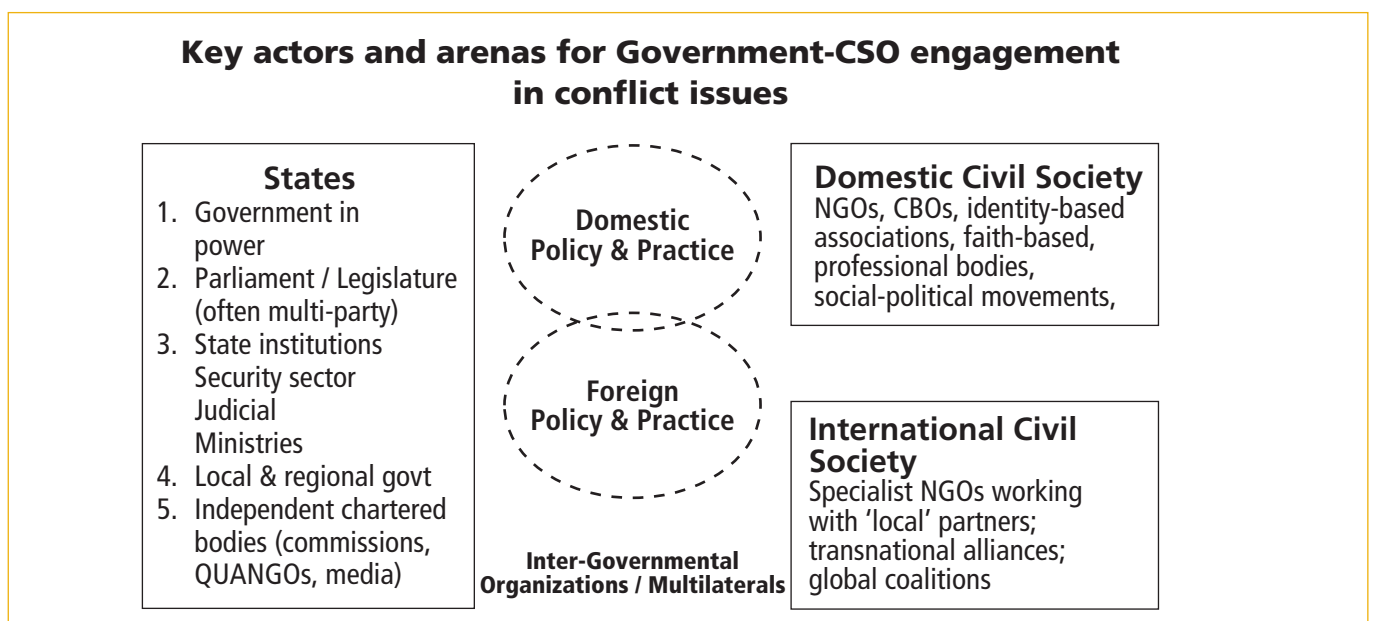 Key actors and arenas for Government-CSO engagement
in conflict issues
States
1. Government in
power
2. Parliament / Legislature
(often multi-party)
3. State institutions
Security sector
Judicial
Ministries
4. Local & regional govt
5. Independent chartered
bodies (commissions,
QUANGOs, media)
Domestic
Policy & Practice
Foreign
Policy & Practice
Inter-Governmental
Organizations / Multilaterals
Domestic Civil Society
NGOs, CBOs, identity-based
associations, faith-based,
professional bodies,
social-political movements,
International Civil
Society
Specialist NGOs working
with ‘local’ partners;
transnational alliances;
global coalitions